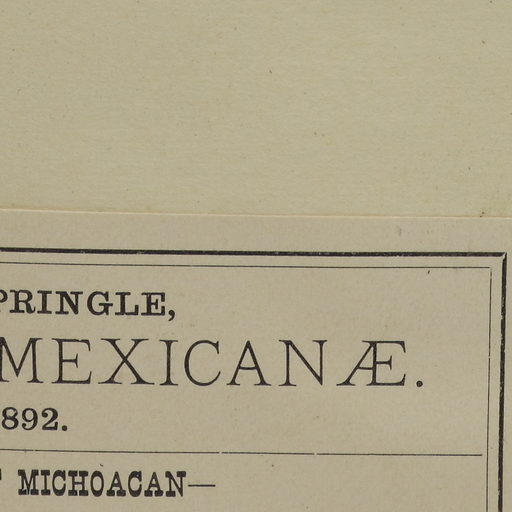 PRINGLE,
MEXICANÆ.
892.
MICHOACAN—